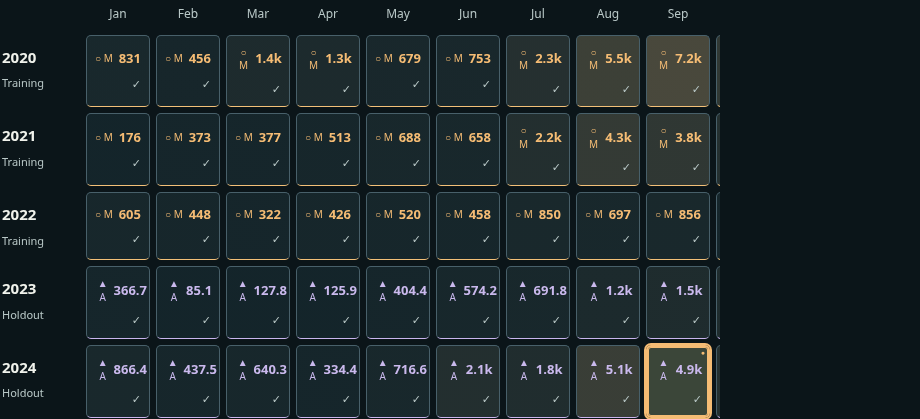 Jan Feb Mar Apr May Jun Jul Aug Sep
2020
Training
○ M 831 ○ M 456 ○ M 1.4k ○ M 1.3k ○ M 679 ○ M 753 ○ M 2.3k ○ M 5.5k ○ M 7.2k
✓ ✓ ✓ ✓ ✓ ✓ ✓ ✓ ✓
2021
Training
○ M 176 ○ M 373 ○ M 377 ○ M 513 ○ M 688 ○ M 658 ○ M 2.2k ○ M 4.3k ○ M 3.8k
✓ ✓ ✓ ✓ ✓ ✓ ✓ ✓ ✓
2022
Training
○ M 605 ○ M 448 ○ M 322 ○ M 426 ○ M 520 ○ M 458 ○ M 850 ○ M 697 ○ M 856
✓ ✓ ✓ ✓ ✓ ✓ ✓ ✓ ✓
2023
Holdout
▲ A 366.7 ▲ A 85.1 ▲ A 127.8 ▲ A 125.9 ▲ A 404.4 ▲ A 574.2 ▲ A 691.8 ▲ A 1.2k ▲ A 1.5k
✓ ✓ ✓ ✓ ✓ ✓ ✓ ✓ ✓
2024
Holdout
▲ A 866.4 ▲ A 437.5 ▲ A 640.3 ▲ A 334.4 ▲ A 716.6 ▲ A 2.1k ▲ A 1.8k ▲ A 5.1k ▲ A 4.9k
✓ ✓ ✓ ✓ ✓ ✓ ✓ ✓ ✓